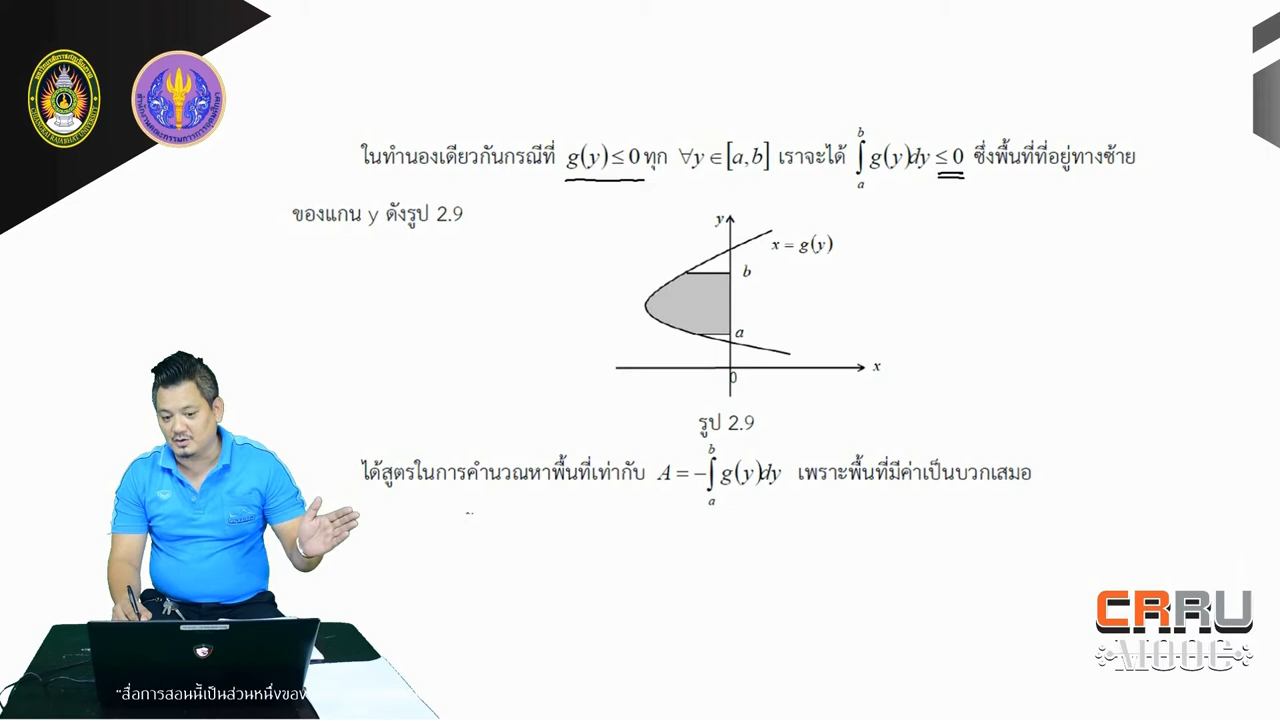 ในทำนองเดียวกันกรณีที่ g(y) ≤ 0 ทุก ∀y ∈ [a, b] เราจะได้ ∫ₐᵇ g(y)dy ≤ 0 ซึ่งพื้นที่ที่อยู่ทางซ้าย
ของแกน y ดังรูป 2.9
y
x = g(y)
b
a
x
0
รูป 2.9
ได้สูตรในการคำนวณหาพื้นที่เท่ากับ A = −∫ₐᵇ g(y)dy เพราะพื้นที่มีค่าเป็นบวกเสมอ
CRRU
MOOC
"สื่อการสอนนี้เป็นส่วนหนึ่งของ